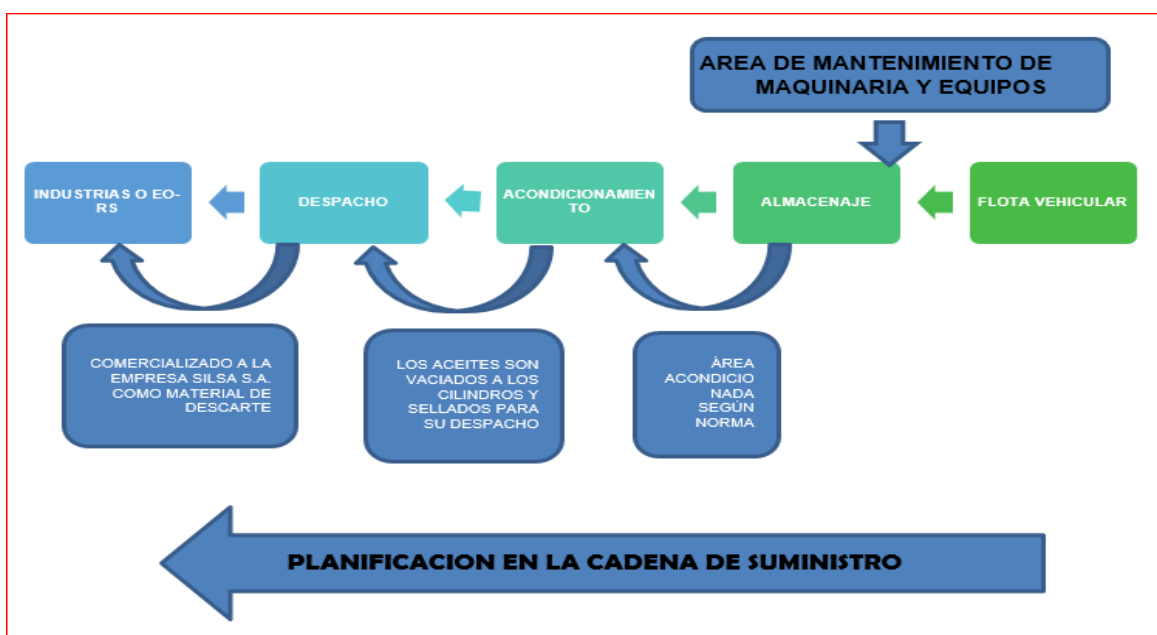 AREA DE MANTENIMIENTO DE
MAQUINARIA Y EQUIPOS
INDUSTRIAS O EO-
RS
DESPACHO
ACONDICIONAMIEN
TO
ALMACENAJE
FLOTA VEHICULAR
COMERCIALIZADO A LA
EMPRESA SILSA S.A.
COMO MATERIAL DE
DESCARTE
LOS ACEITES SON
VACIADOS A LOS
CILINDROS Y
SELLADOS PARA
SU DESPACHO
ÀREA
ACONDICIO
NADA
SEGÚN
NORMA
PLANIFICACION EN LA CADENA DE SUMINISTRO